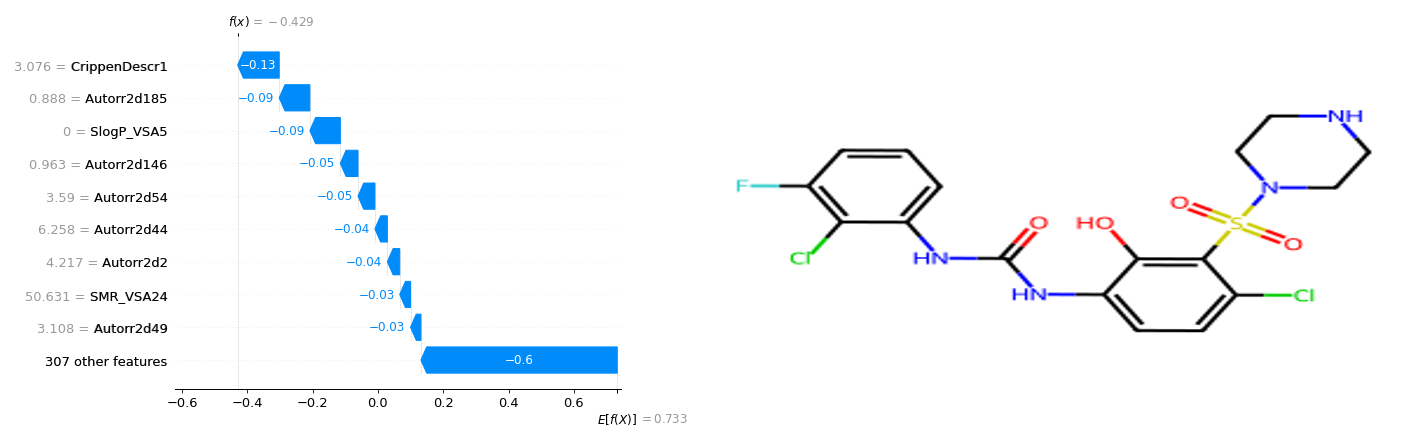 f(x) = −0.429
3.076 = CrippenDescr1 −0.13
0.888 = Autorr2d185 −0.09
0 = SlogP_VSA5 −0.09
0.963 = Autorr2d146 −0.05
3.59 = Autorr2d54 −0.05
6.258 = Autorr2d44 −0.04
4.217 = Autorr2d2 −0.04
50.631 = SMR_VSA24 −0.03
3.108 = Autorr2d49 −0.03
307 other features −0.6
−0.6 −0.4 −0.2 0.0 0.2 0.4 0.6
E[f(X)] = 0.733
NH
F
N
O
O
HO
S
O
Cl
HN
HN
Cl